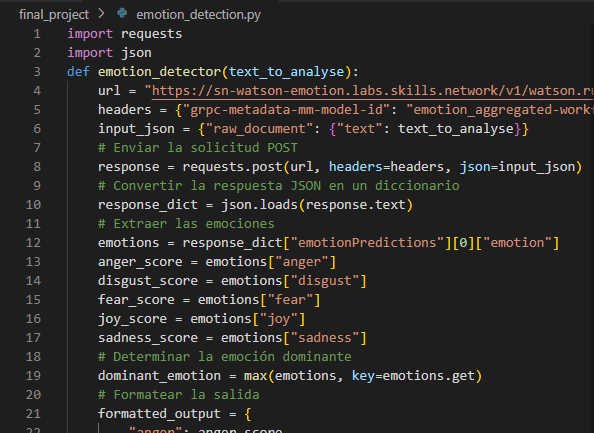 final_project > emotion_detection.py
1 import requests
2 import json
3 def emotion_detector(text_to_analyse):
4 url = "https://sn-watson-emotion.labs.skills.network/v1/watson.ru
5 headers = {"grpc-metadata-mm-model-id": "emotion_aggregated-work
6 input_json = {"raw_document": {"text": text_to_analyse}}
7 # Enviar la solicitud POST
8 response = requests.post(url, headers=headers, json=input_json)
9 # Convertir la respuesta JSON en un diccionario
10 response_dict = json.loads(response.text)
11 # Extraer las emociones
12 emotions = response_dict["emotionPredictions"][0]["emotion"]
13 anger_score = emotions["anger"]
14 disgust_score = emotions["disgust"]
15 fear_score = emotions["fear"]
16 joy_score = emotions["joy"]
17 sadness_score = emotions["sadness"]
18 # Determinar la emoción dominante
19 dominant_emotion = max(emotions, key=emotions.get)
20 # Formatear la salida
21 formatted_output = {
22 "anger": anger_score